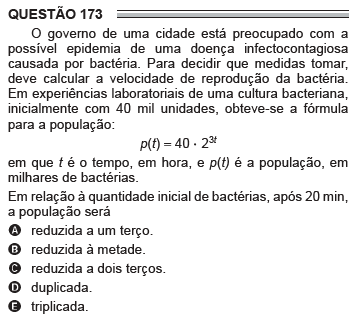 QUESTÃO 173
O governo de uma cidade está preocupado com a
possível epidemia de uma doença infectocontagiosa
causada por bactéria. Para decidir que medidas tomar,
deve calcular a velocidade de reprodução da bactéria.
Em experiências laboratoriais de uma cultura bacteriana,
inicialmente com 40 mil unidades, obteve-se a fórmula
para a população:
p(t) = 40 · 2³ᵗ
em que t é o tempo, em hora, e p(t) é a população, em
milhares de bactérias.
Em relação à quantidade inicial de bactérias, após 20 min,
a população será
A reduzida a um terço.
B reduzida à metade.
C reduzida a dois terços.
D duplicada.
E triplicada.